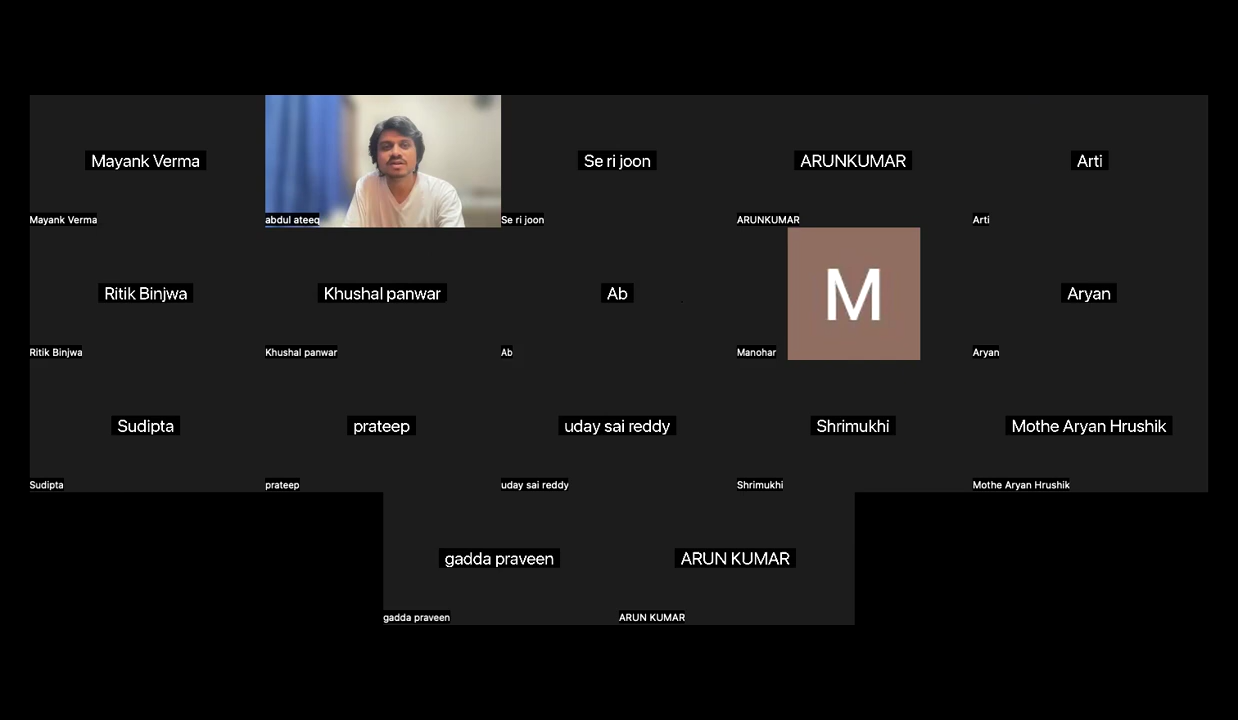 Mayank Verma
Se ri joon
ARUNKUMAR
Arti
Mayank Verma
abdul ateeq
Se ri joon
ARUNKUMAR
Arti
Ritik Binjwa
Khushal panwar
Ab
M
Aryan
Ritik Binjwa
Khushal panwar
Ab
Manohar
Aryan
Sudipta
prateep
uday sai reddy
Shrimukhi
Mothe Aryan Hrushik
Sudipta
prateep
uday sai reddy
Shrimukhi
Mothe Aryan Hrushik
gadda praveen
ARUN KUMAR
gadda praveen
ARUN KUMAR